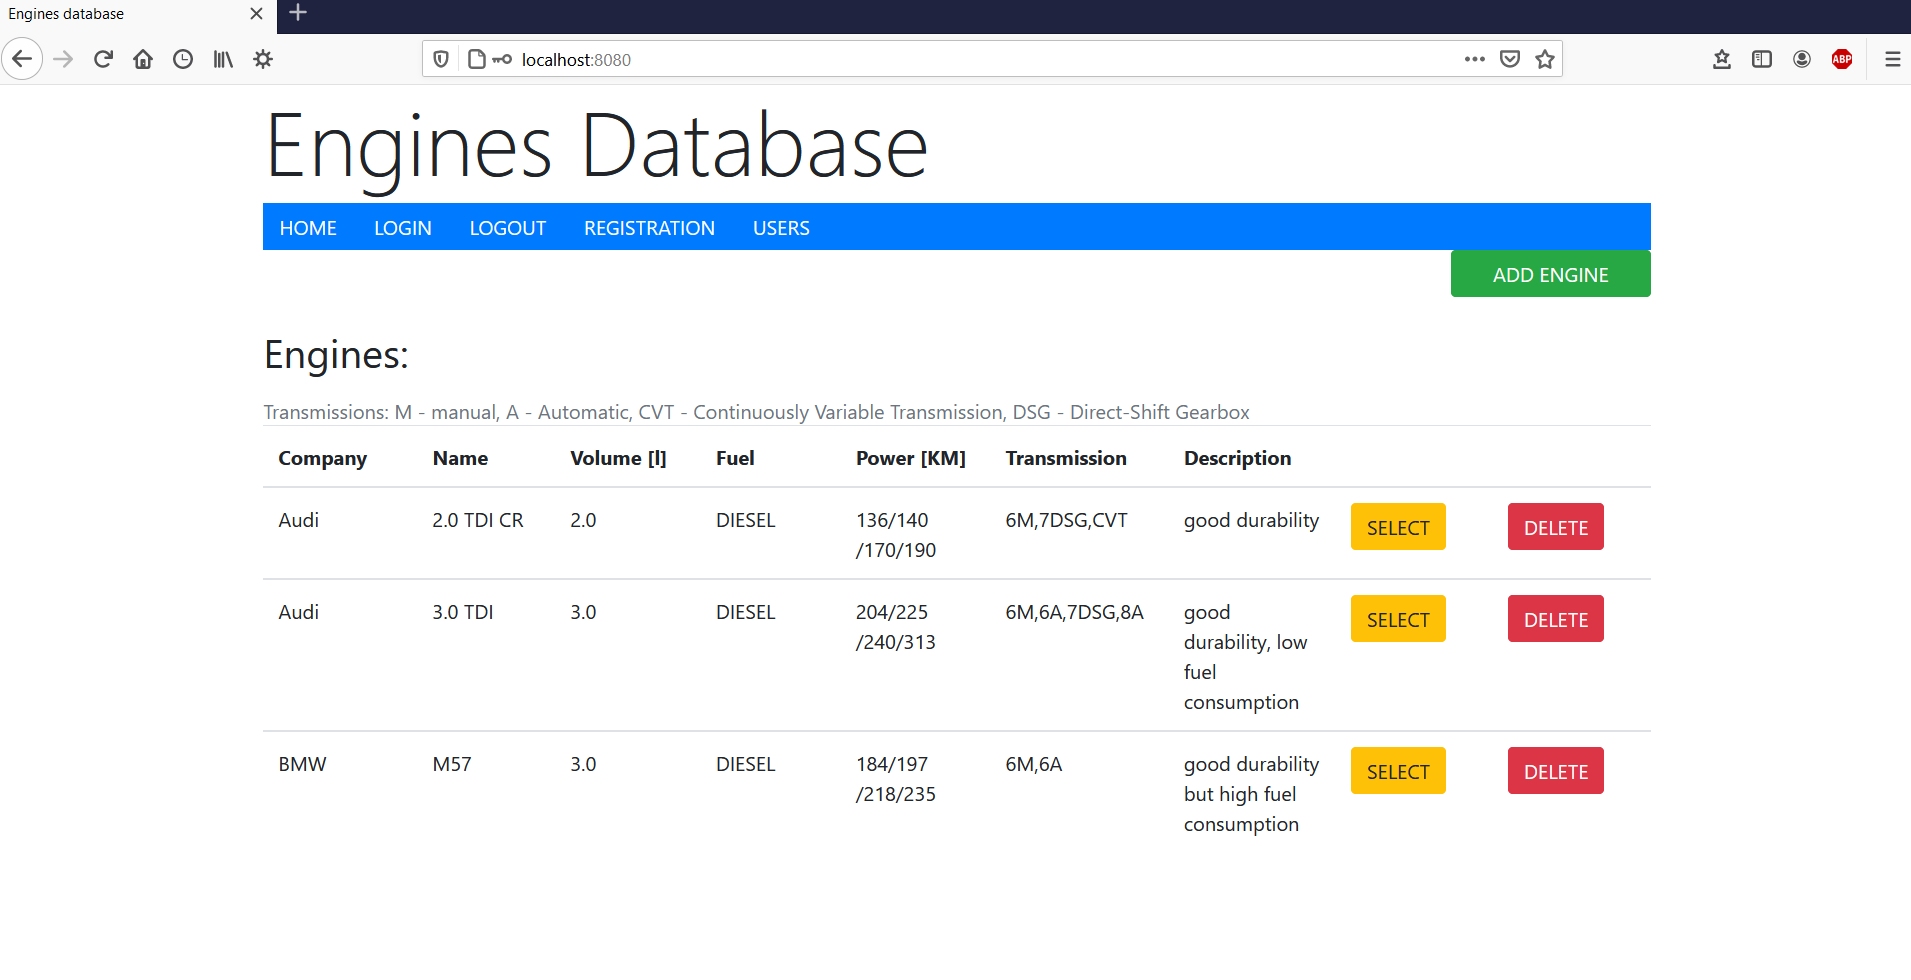 Engines database
localhost:8080
ABP
Engines Database
HOME LOGIN LOGOUT REGISTRATION USERS
ADD ENGINE
Engines:
Transmissions: M - manual, A - Automatic, CVT - Continuously Variable Transmission, DSG - Direct-Shift Gearbox
Company Name Volume [l] Fuel Power [KM] Transmission Description
Audi 2.0 TDI CR 2.0 DIESEL 136/140 6M,7DSG,CVT good durability SELECT DELETE
/170/190
Audi 3.0 TDI 3.0 DIESEL 204/225 6M,6A,7DSG,8A good SELECT DELETE
/240/313 durability, low
fuel
consumption
BMW M57 3.0 DIESEL 184/197 6M,6A good durability SELECT DELETE
/218/235 but high fuel
consumption